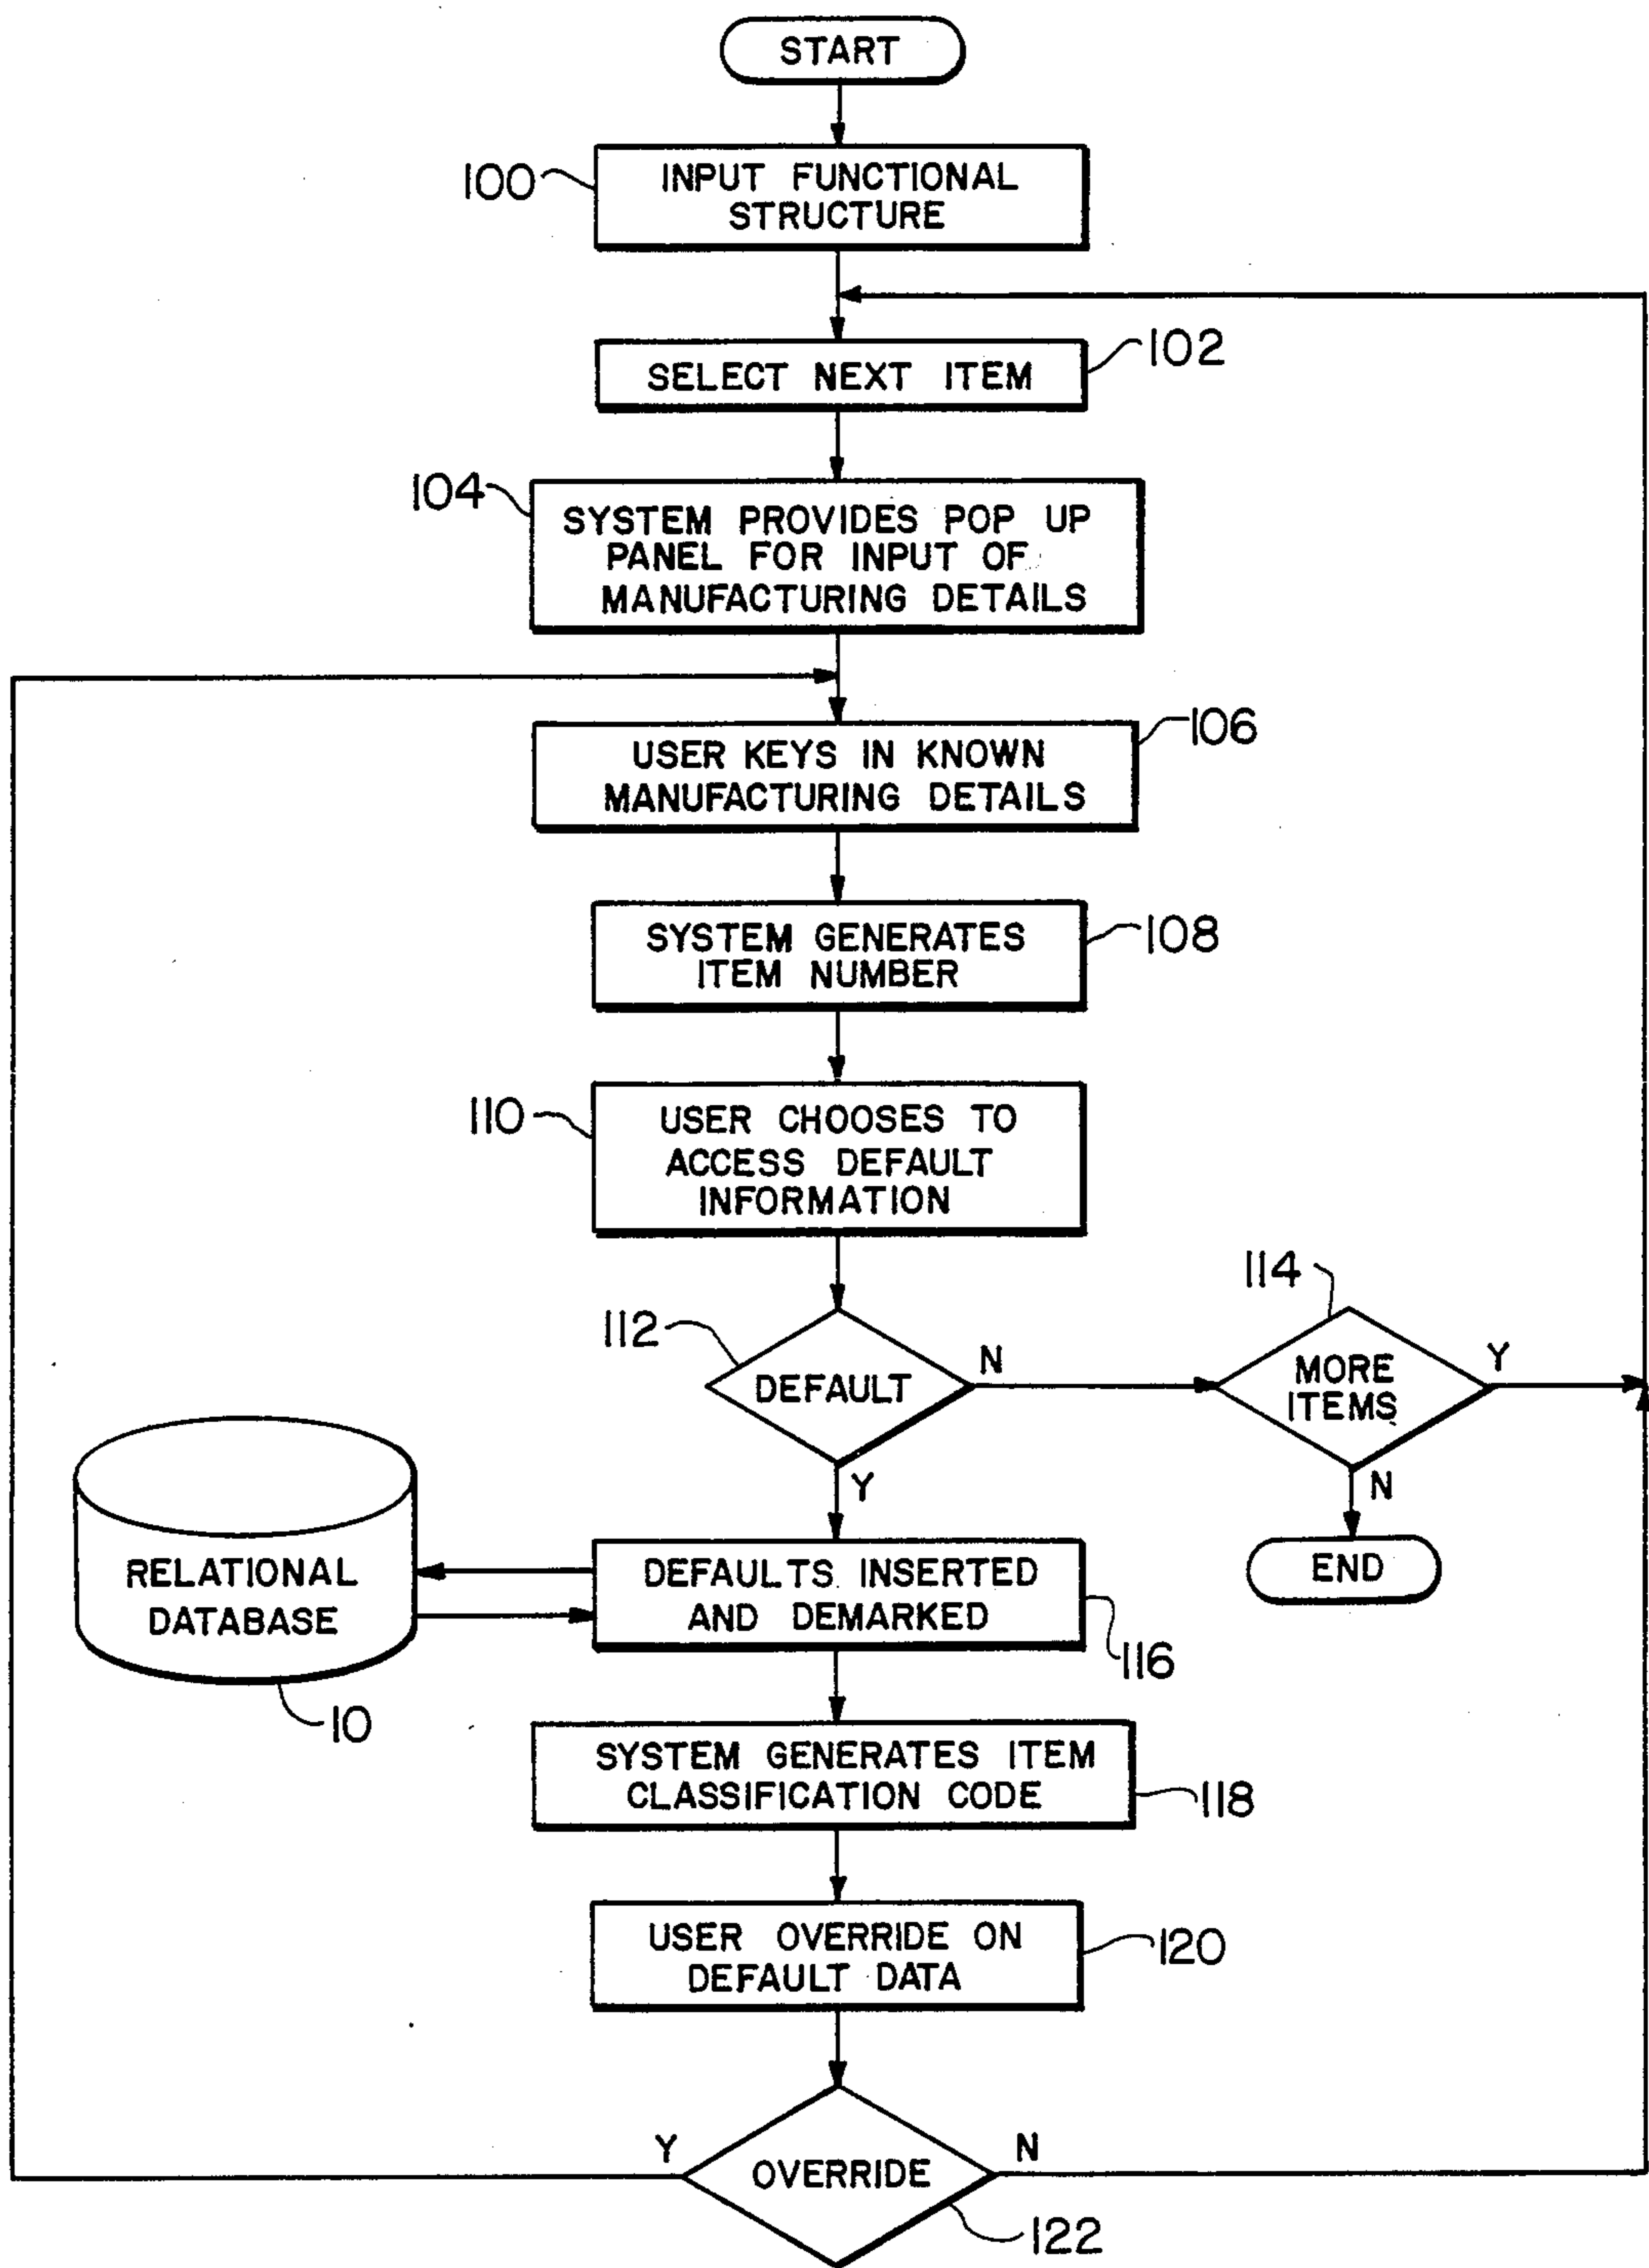 START
100
INPUT FUNCTIONAL
STRUCTURE
102
SELECT NEXT ITEM
104
SYSTEM PROVIDES POP UP
PANEL FOR INPUT OF
MANUFACTURING DETAILS
106
USER KEYS IN KNOWN
MANUFACTURING DETAILS
108
SYSTEM GENERATES
ITEM NUMBER
110
USER CHOOSES TO
ACCESS DEFAULT
INFORMATION
112
DEFAULT
N
Y
114
MORE
ITEMS
Y
N
END
RELATIONAL
DATABASE
10
DEFAULTS INSERTED
AND DEMARKED
116
SYSTEM GENERATES ITEM
CLASSIFICATION CODE
118
USER OVERRIDE ON
DEFAULT DATA
120
Y
OVERRIDE
N
122